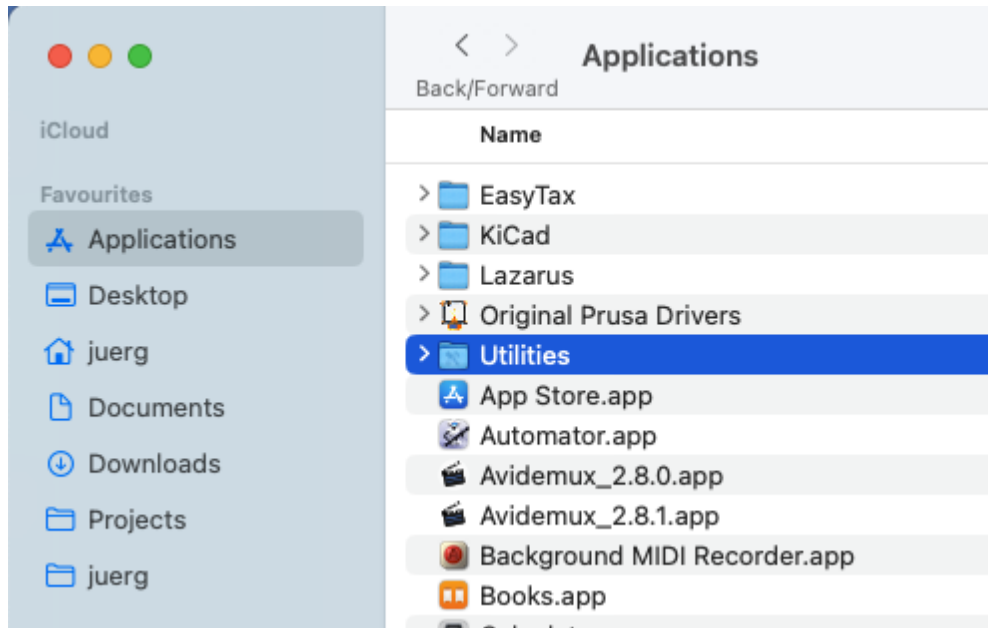 iCloud
Favourites
Applications
Desktop
juerg
Documents
Downloads
Projects
juerg
Applications
Back/Forward
Name
EasyTax
KiCad
Lazarus
Original Prusa Drivers
Utilities
App Store.app
Automator.app
Avidemux_2.8.0.app
Avidemux_2.8.1.app
Background MIDI Recorder.app
Books.app